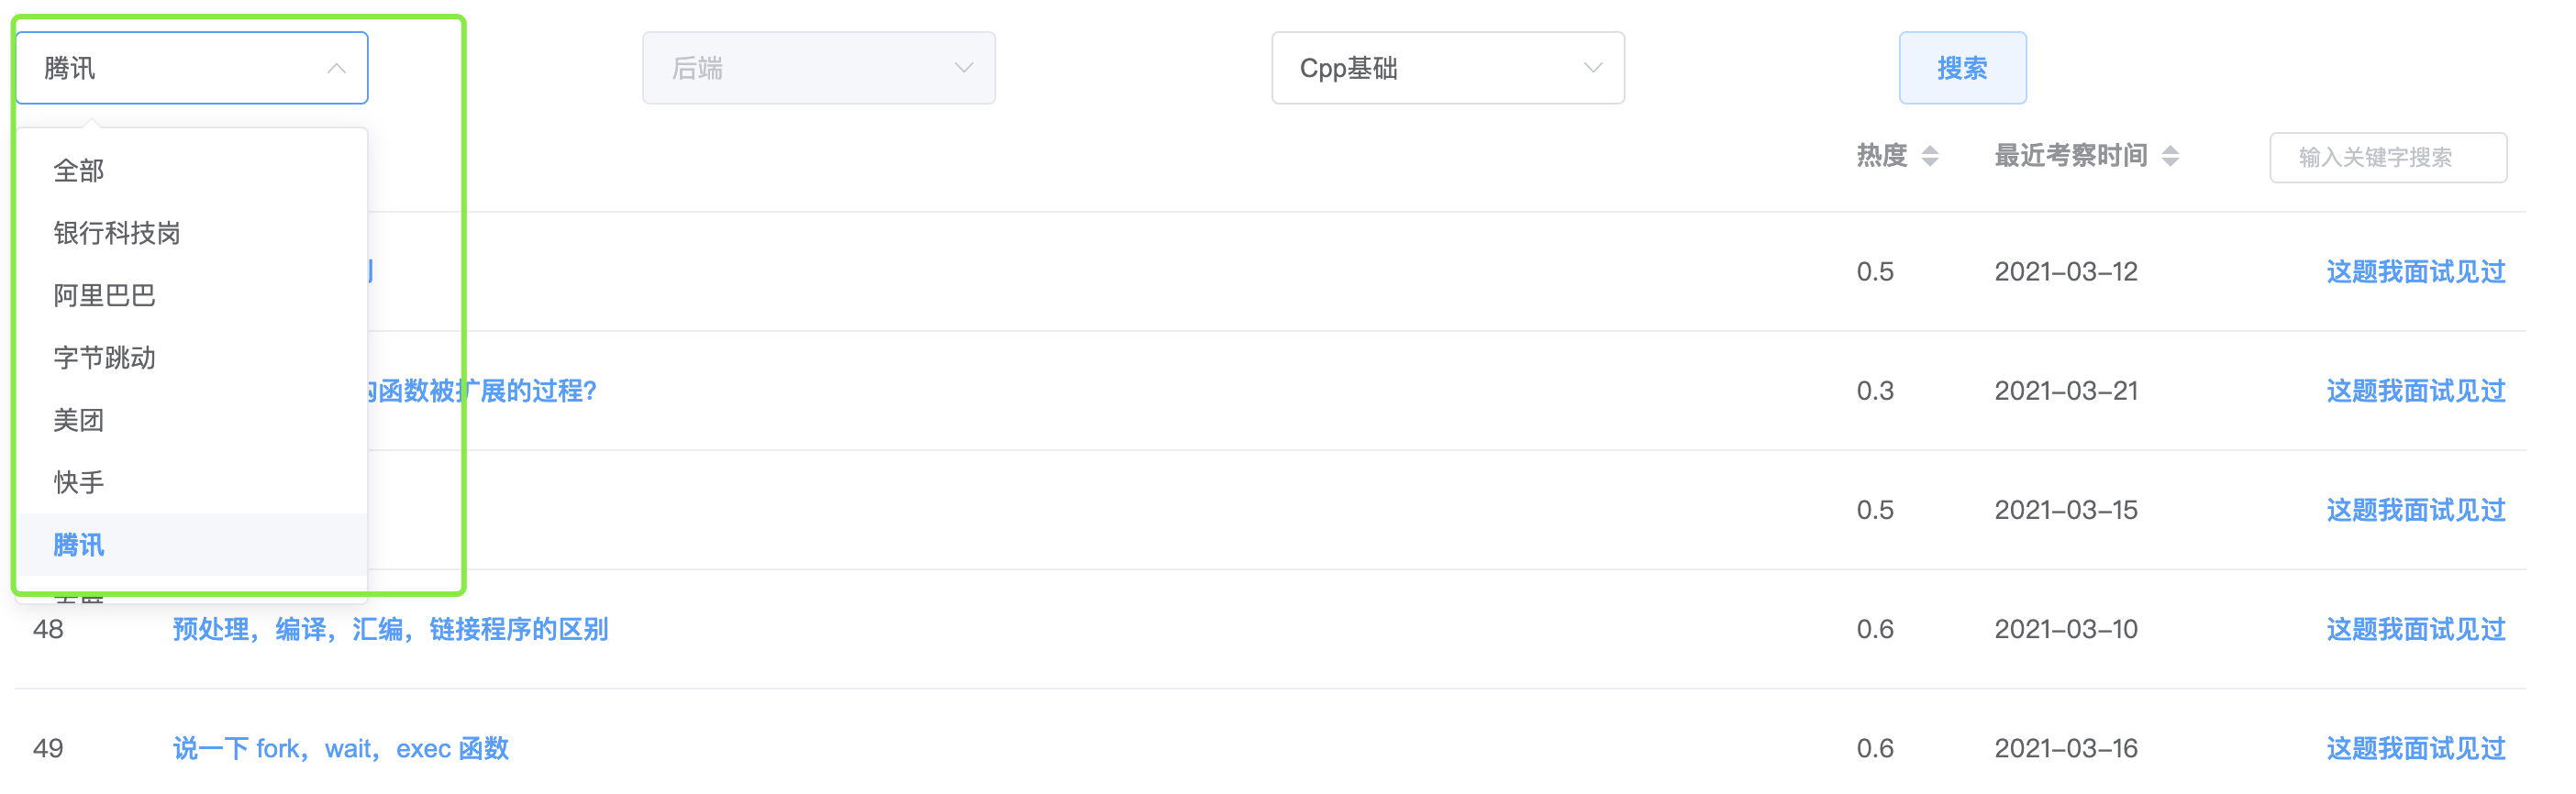 腾讯
后端
Cpp基础
搜索
热度
最近考察时间
输入关键字搜索
全部
银行科技岗
阿里巴巴
字节跳动
美团
快手
腾讯
0.5 2021-03-12 这题我面试见过
函数被扩展的过程? 0.3 2021-03-21 这题我面试见过
0.5 2021-03-15 这题我面试见过
48 预处理，编译，汇编，链接程序的区别 0.6 2021-03-10 这题我面试见过
49 说一下 fork，wait，exec 函数 0.6 2021-03-16 这题我面试见过